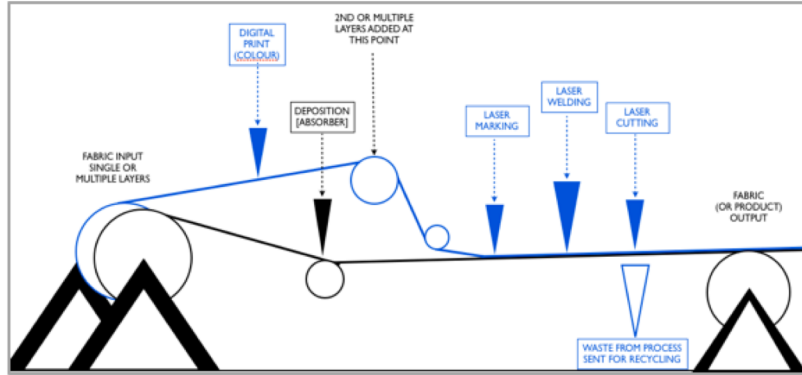 2ND OR MULTIPLE
LAYERS ADDED AT
THIS POINT
DIGITAL
PRINT
(COLOUR)
DEPOSITION
[ABSORBER]
LASER
MARKING
LASER
WELDING
LASER
CUTTING
FABRIC INPUT
SINGLE OR
MULTIPLE LAYERS
FABRIC
(OR PRODUCT)
OUTPUT
WASTE FROM PROCESS
SENT FOR RECYCLING